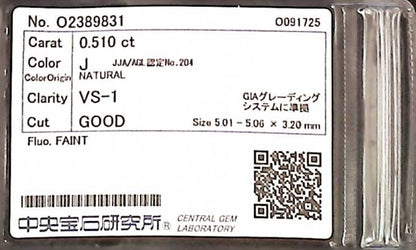 No. O2389831 O091725
Carat 0.510 ct
Color J JJA/AGL 認定No.204
ColorOrigin NATURAL
Clarity VS-1 GIAグレーディング
システムに準拠
Cut GOOD Size 5.01 - 5.06 × 3.20 mm
Fluo. FAINT
中央宝石研究所® CENTRAL GEM
LABORATORY